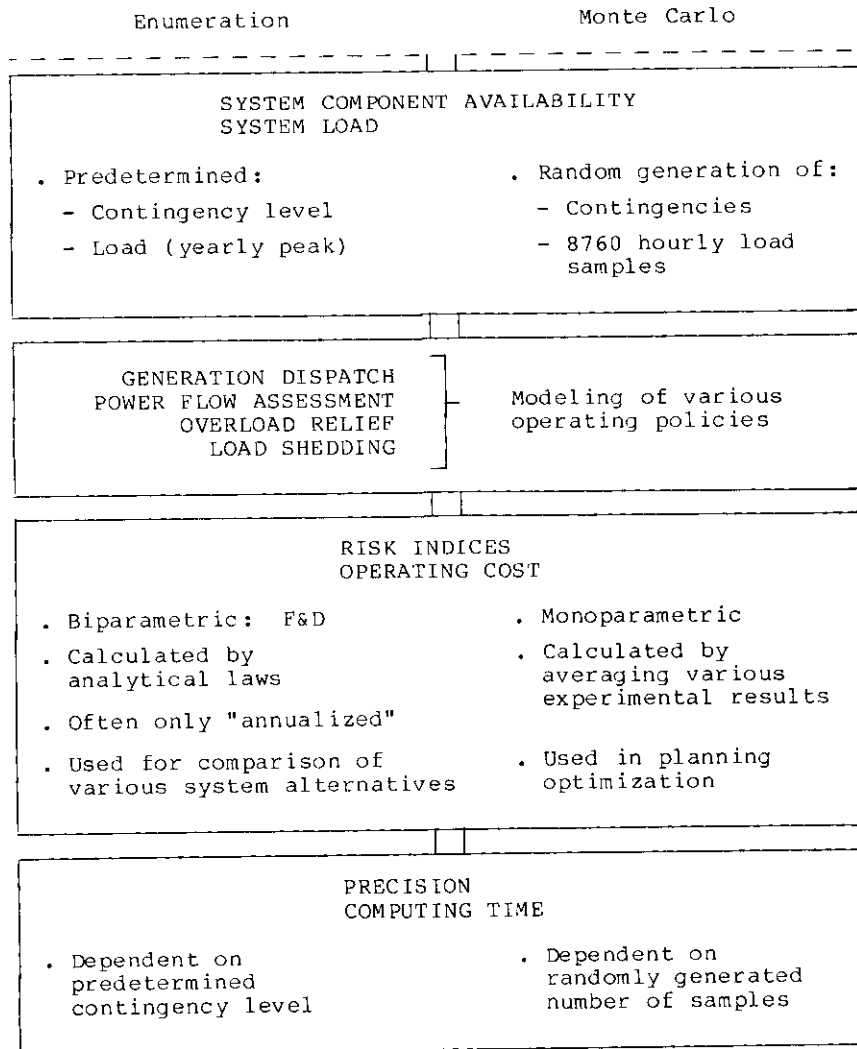 Enumeration
Monte Carlo
SYSTEM COMPONENT AVAILABILITY
SYSTEM LOAD
. Predetermined:
- Contingency level
- Load (yearly peak)
. Random generation of:
- Contingencies
- 8760 hourly load
samples
GENERATION DISPATCH
POWER FLOW ASSESSMENT
OVERLOAD RELIEF
LOAD SHEDDING
Modeling of various
operating policies
RISK INDICES
OPERATING COST
. Biparametric: F&D
. Calculated by
analytical laws
. Often only "annualized"
. Used for comparison of
various system alternatives
. Monoparametric
. Calculated by
averaging various
experimental results
. Used in planning
optimization
PRECISION
COMPUTING TIME
. Dependent on
predetermined
contingency level
. Dependent on
randomly generated
number of samples